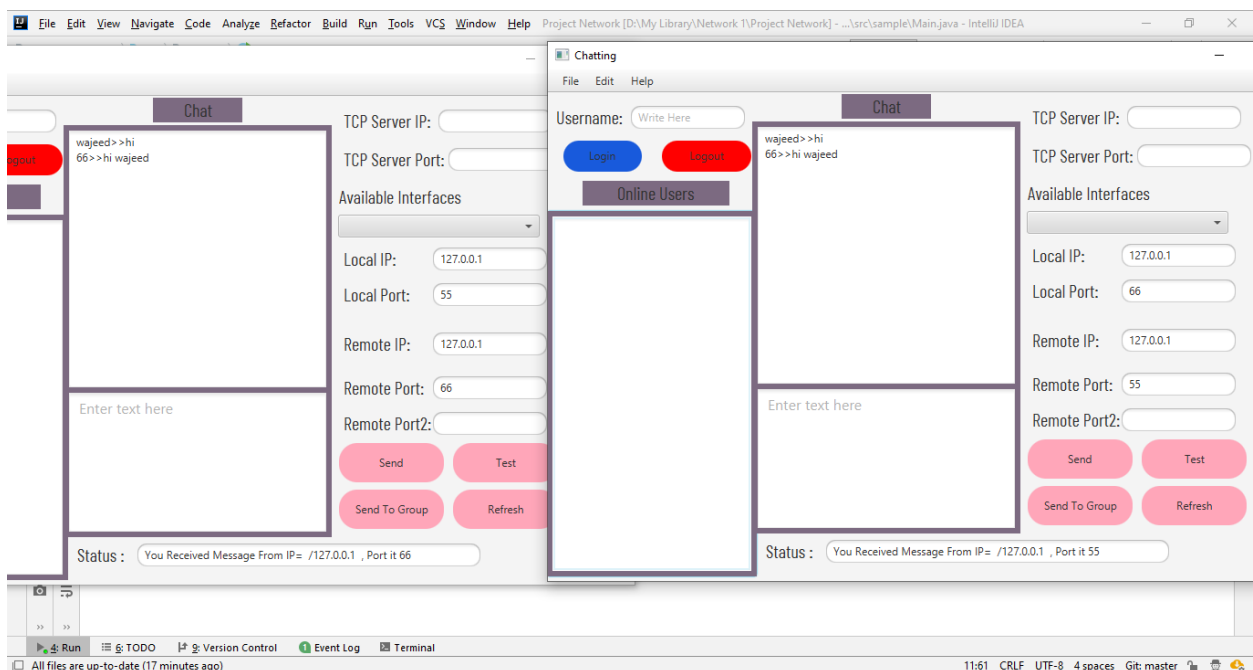 File Edit View Navigate Code Analyze Refactor Build Run Tools VCS Window Help Project Network [D:\My Library\Network 1\Project Network] - ...\src\sample\Main.java - IntelliJ IDEA
Chat
wajeed>>hi
66>>hi wajeed
Enter text here
TCP Server IP:
TCP Server Port:
Available Interfaces
Local IP: 127.0.0.1
Local Port: 55
Remote IP: 127.0.0.1
Remote Port: 66
Remote Port2:
Send Test
Send To Group Refresh
Status : You Received Message From IP= /127.0.0.1 , Port it 66
Chatting
File Edit Help
Username: Write Here
Login Logout
Online Users
Chat
wajeed>>hi
66>>hi wajeed
Enter text here
TCP Server IP:
TCP Server Port:
Available Interfaces
Local IP: 127.0.0.1
Local Port: 66
Remote IP: 127.0.0.1
Remote Port: 55
Remote Port2:
Send Test
Send To Group Refresh
Status : You Received Message From IP= /127.0.0.1 , Port it 55
4: Run 6: TODO 9: Version Control 1 Event Log Terminal
All files are up-to-date (17 minutes ago) 11:61 CRLF UTF-8 4 spaces Git: master